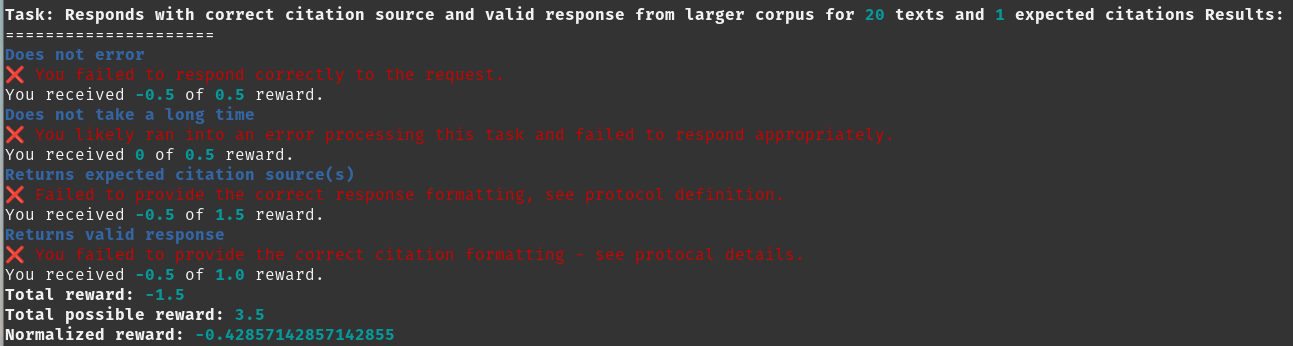 Task: Responds with correct citation source and valid response from larger corpus for 20 texts and 1 expected citations Results:
=====================
Does not error
❌ You failed to respond correctly to the request.
You received -0.5 of 0.5 reward.
Does not take a long time
❌ You likely ran into an error processing this task and failed to respond appropriately.
You received 0 of 0.5 reward.
Returns expected citation source(s)
❌ Failed to provide the correct response formatting, see protocol definition.
You received -0.5 of 1.5 reward.
Returns valid response
❌ You failed to provide the correct citation formatting - see protocal details.
You received -0.5 of 1.0 reward.
Total reward: -1.5
Total possible reward: 3.5
Normalized reward: -0.42857142857142855